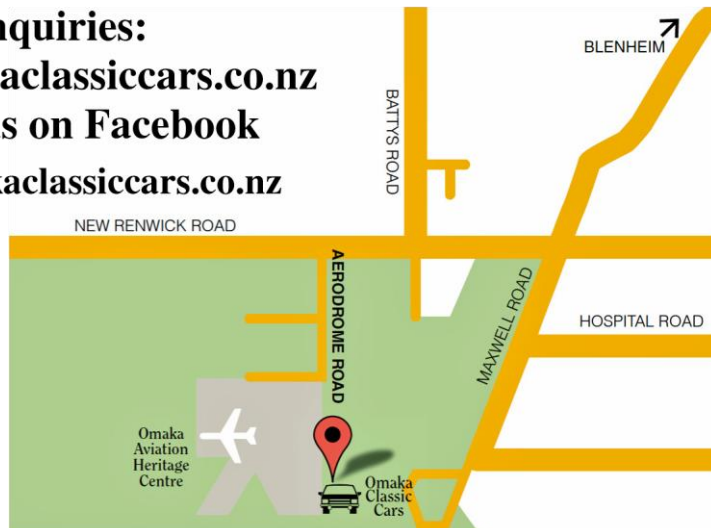 nquiries:
aclassiccars.co.nz
s on Facebook
kaclassiccars.co.nz
BLENHEIM
BATTYS ROAD
NEW RENWICK ROAD
AERODROME ROAD
MAXWELL ROAD
HOSPITAL ROAD
Omaka
Aviation
Heritage
Centre
Omaka
Classic
Cars